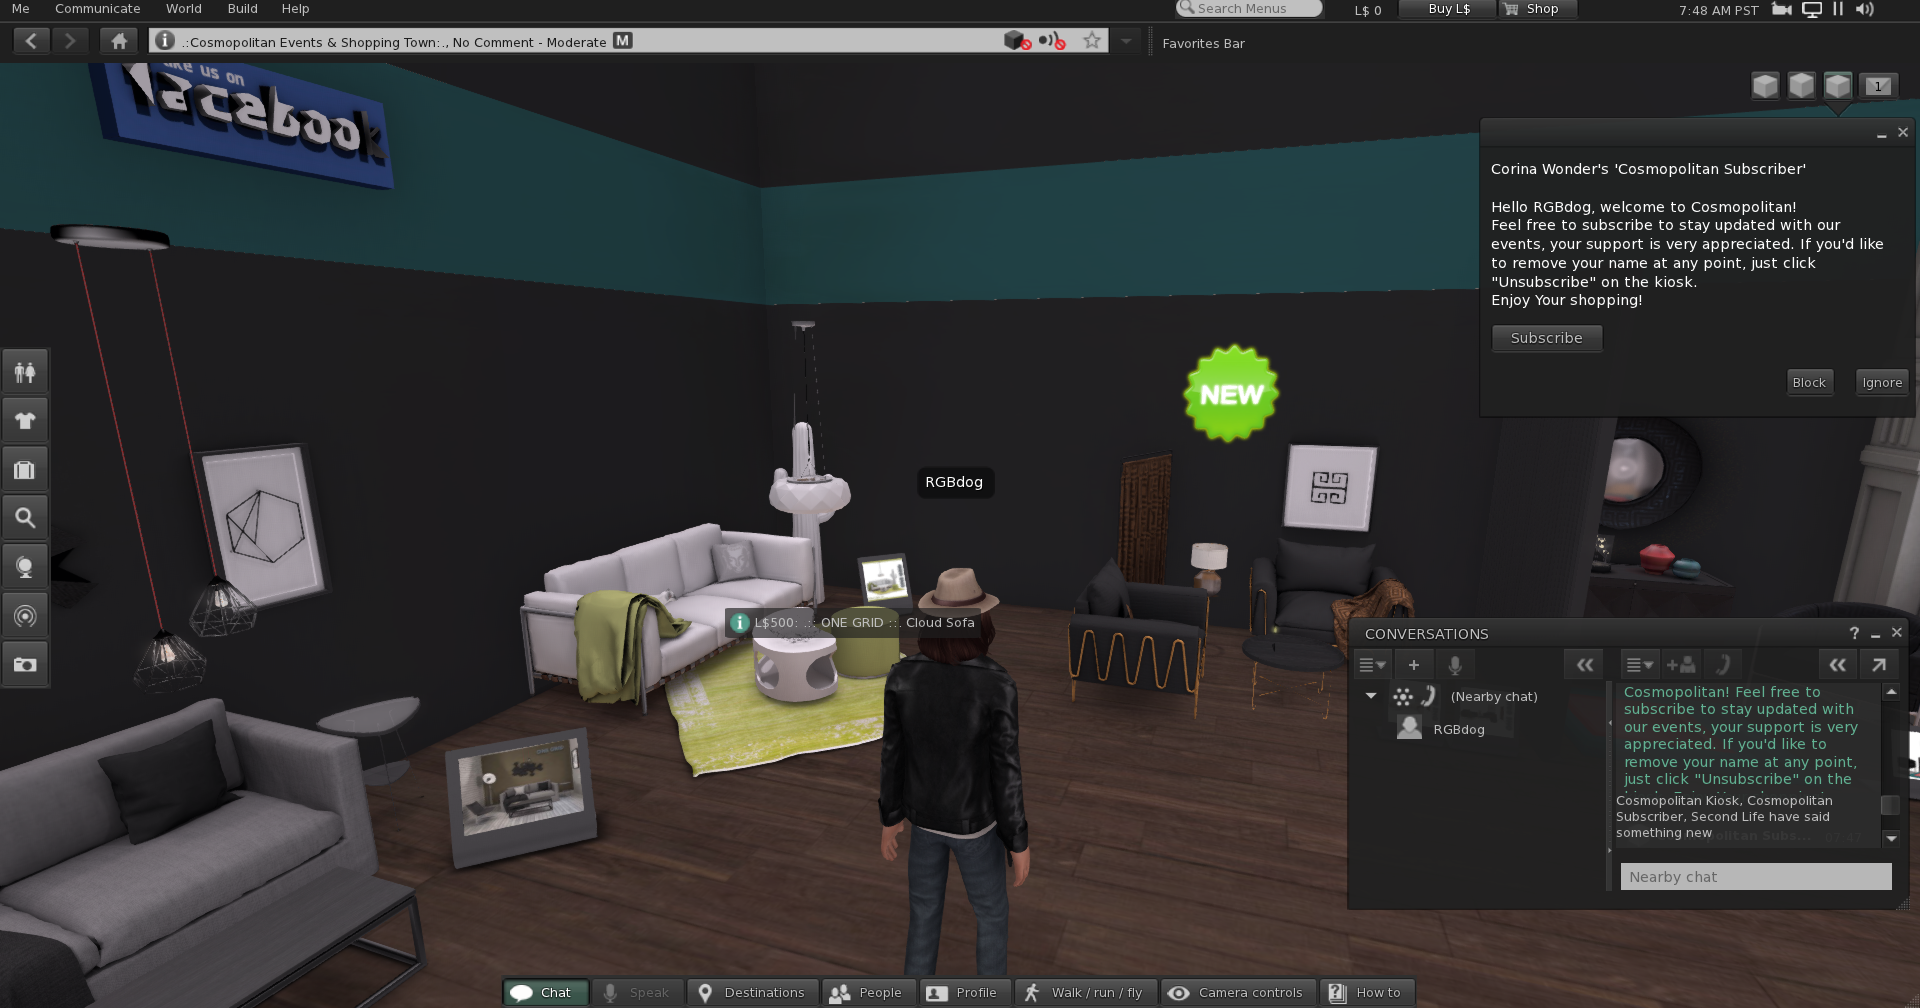 Me Communicate World Build Help
Search Menus
L$ 0
Buy L$
Shop
7:48 AM PST
.:Cosmopolitan Events & Shopping Town:., No Comment - Moderate M
Favorites Bar
us on
facebook
1
Corina Wonder's 'Cosmopolitan Subscriber'
Hello RGBdog, welcome to Cosmopolitan!
Feel free to subscribe to stay updated with our
events, your support is very appreciated. If you'd like
to remove your name at any point, just click
"Unsubscribe" on the kiosk.
Enjoy Your shopping!
Subscribe
Block
Ignore
NEW
RGBdog
L$500: .:: ONE GRID ::. Cloud Sofa
CONVERSATIONS
(Nearby chat)
RGBdog
Cosmopolitan! Feel free to
subscribe to stay updated with
our events, your support is very
appreciated. If you'd like to
remove your name at any point,
just click "Unsubscribe" on the
Cosmopolitan Kiosk, Cosmopolitan
Subscriber, Second Life have said
something new
Nearby chat
Chat
Speak
Destinations
People
Profile
Walk / run / fly
Camera controls
How to